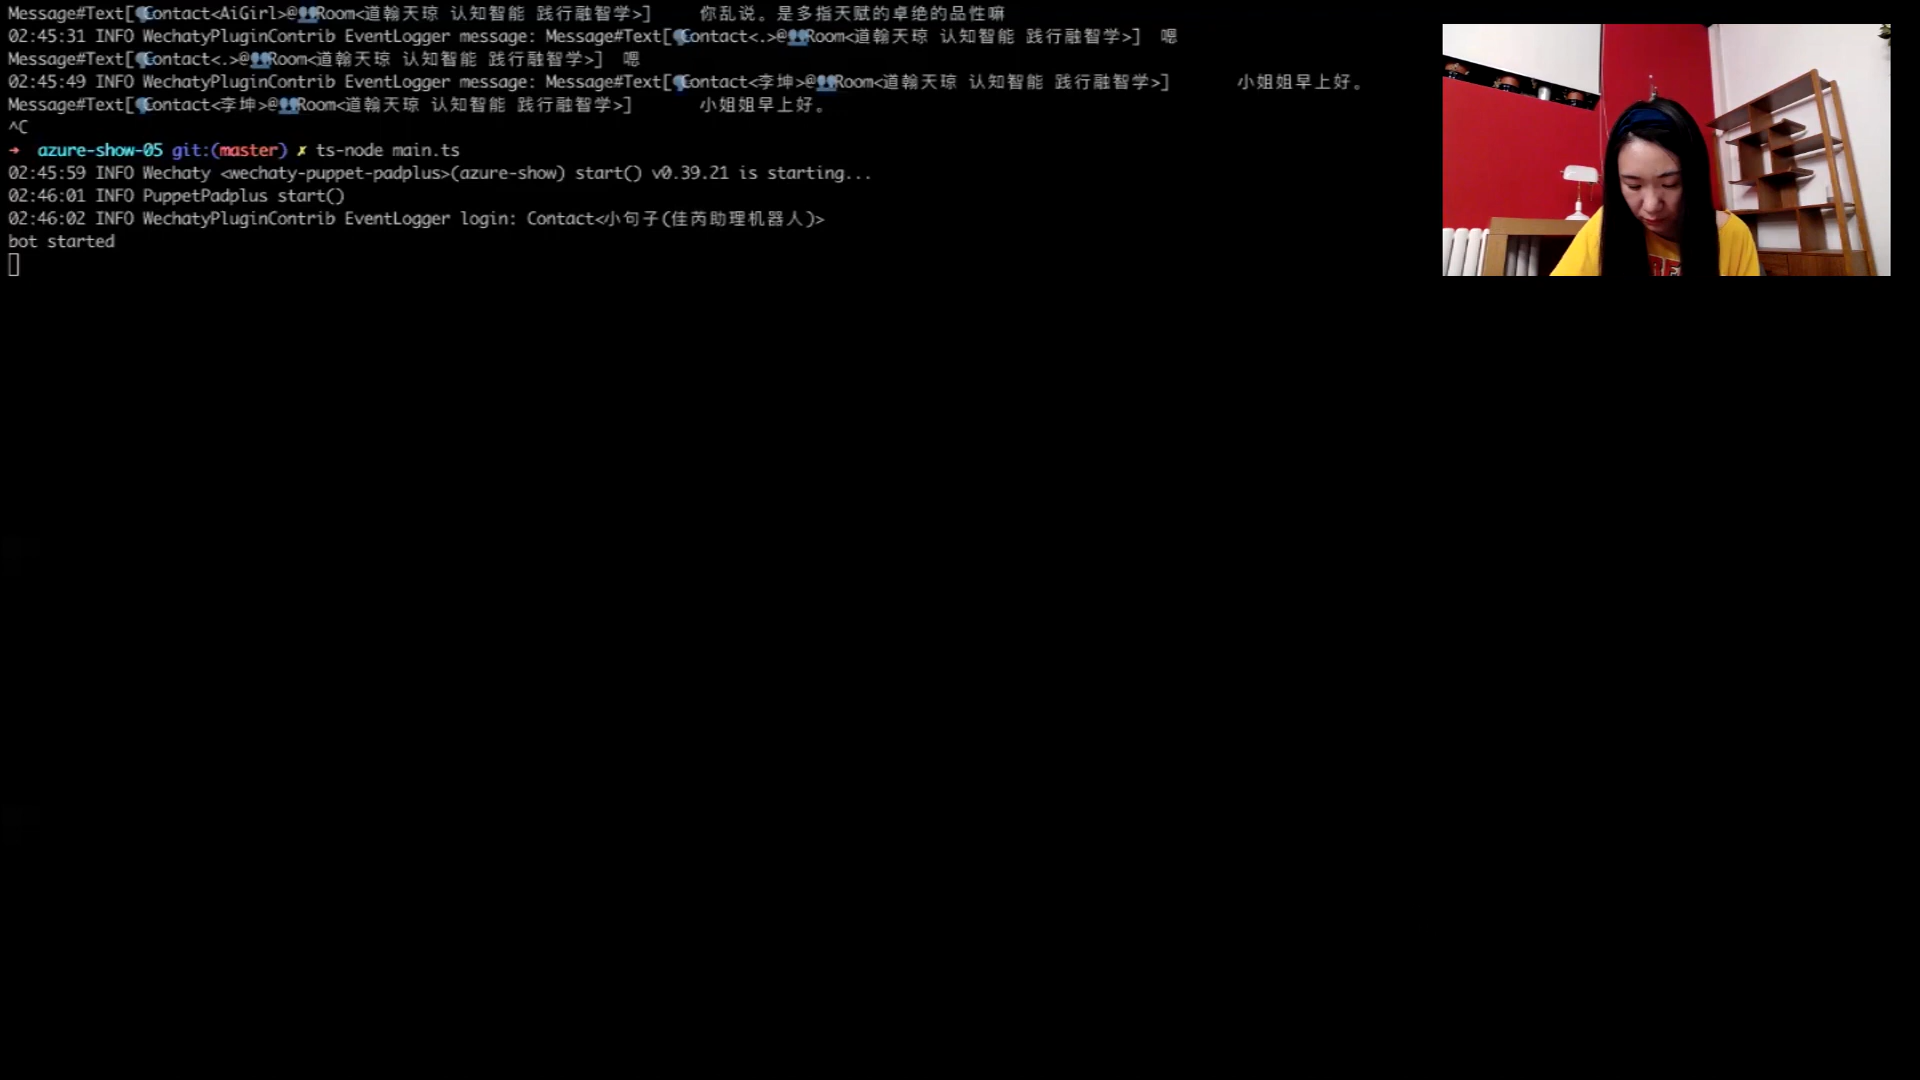 Message#Text[🗣Contact<AiGirl>@👥Room<道翰天琼 认知智能 践行融智学>]	你乱说。是多指天赋的卓绝的品性嘛
02:45:31 INFO WechatyPluginContrib EventLogger message: Message#Text[🗣Contact<.>@👥Room<道翰天琼 认知智能 践行融智学>]	嗯
Message#Text[🗣Contact<.>@👥Room<道翰天琼 认知智能 践行融智学>]	嗯
02:45:49 INFO WechatyPluginContrib EventLogger message: Message#Text[🗣Contact<李坤>@👥Room<道翰天琼 认知智能 践行融智学>]	小姐姐早上好。
Message#Text[🗣Contact<李坤>@👥Room<道翰天琼 认知智能 践行融智学>]	小姐姐早上好。
^C
→ azure-show-05 git:(master) ✗ ts-node main.ts
02:45:59 INFO Wechaty <wechaty-puppet-padplus>(azure-show) start() v0.39.21 is starting...
02:46:01 INFO PuppetPadplus start()
02:46:02 INFO WechatyPluginContrib EventLogger login: Contact<小句子(佳芮助理机器人)>
bot started